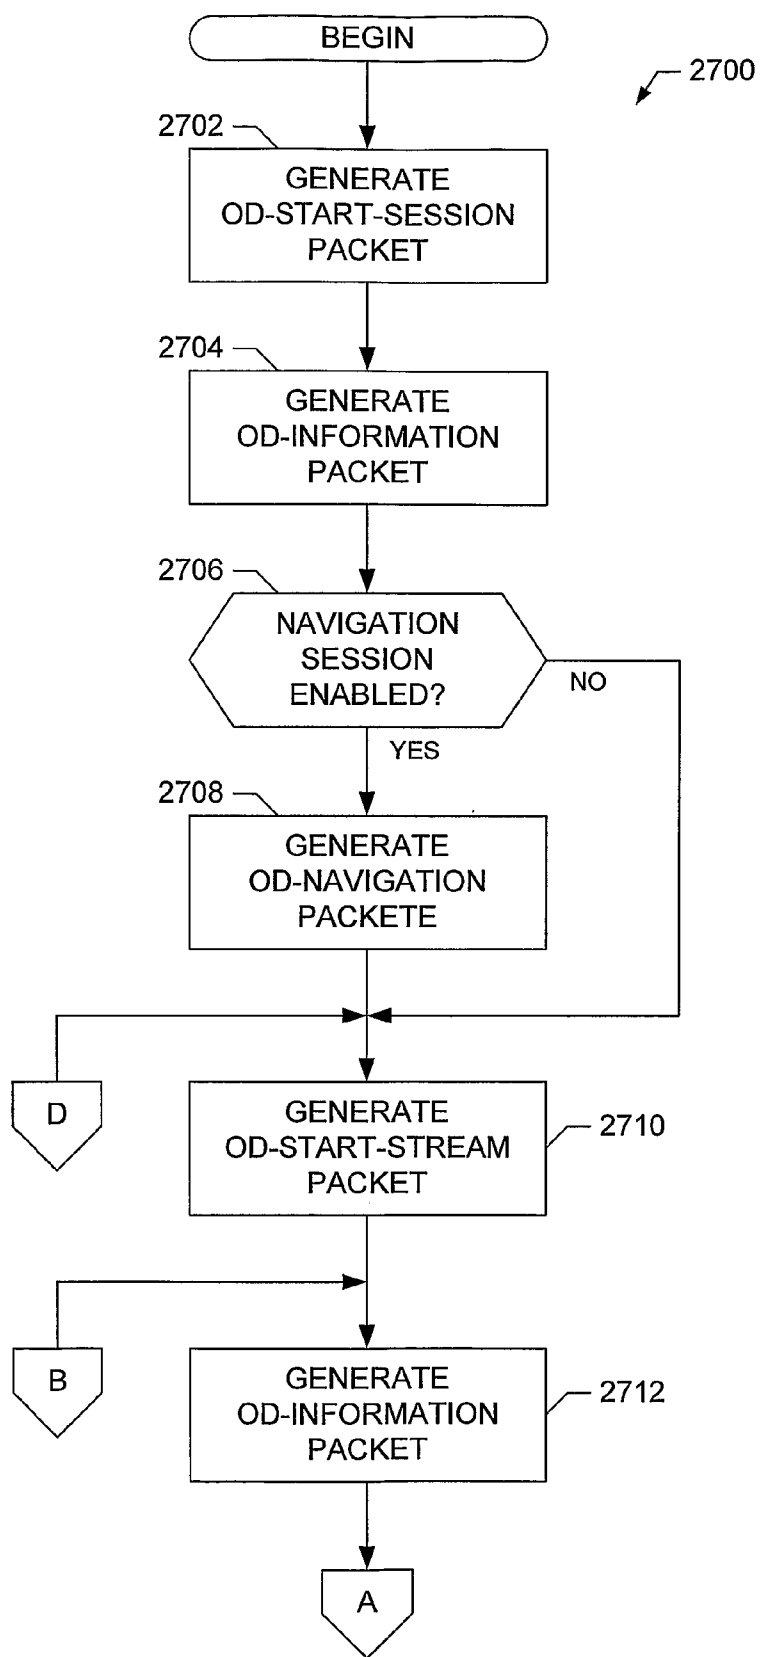 BEGIN
2700
2702
GENERATE
OD-START-SESSION
PACKET
2704
GENERATE
OD-INFORMATION
PACKET
2706
NAVIGATION
SESSION
ENABLED?
NO
YES
2708
GENERATE
OD-NAVIGATION
PACKETE
D
GENERATE
OD-START-STREAM
PACKET
2710
B
GENERATE
OD-INFORMATION
PACKET
2712
A